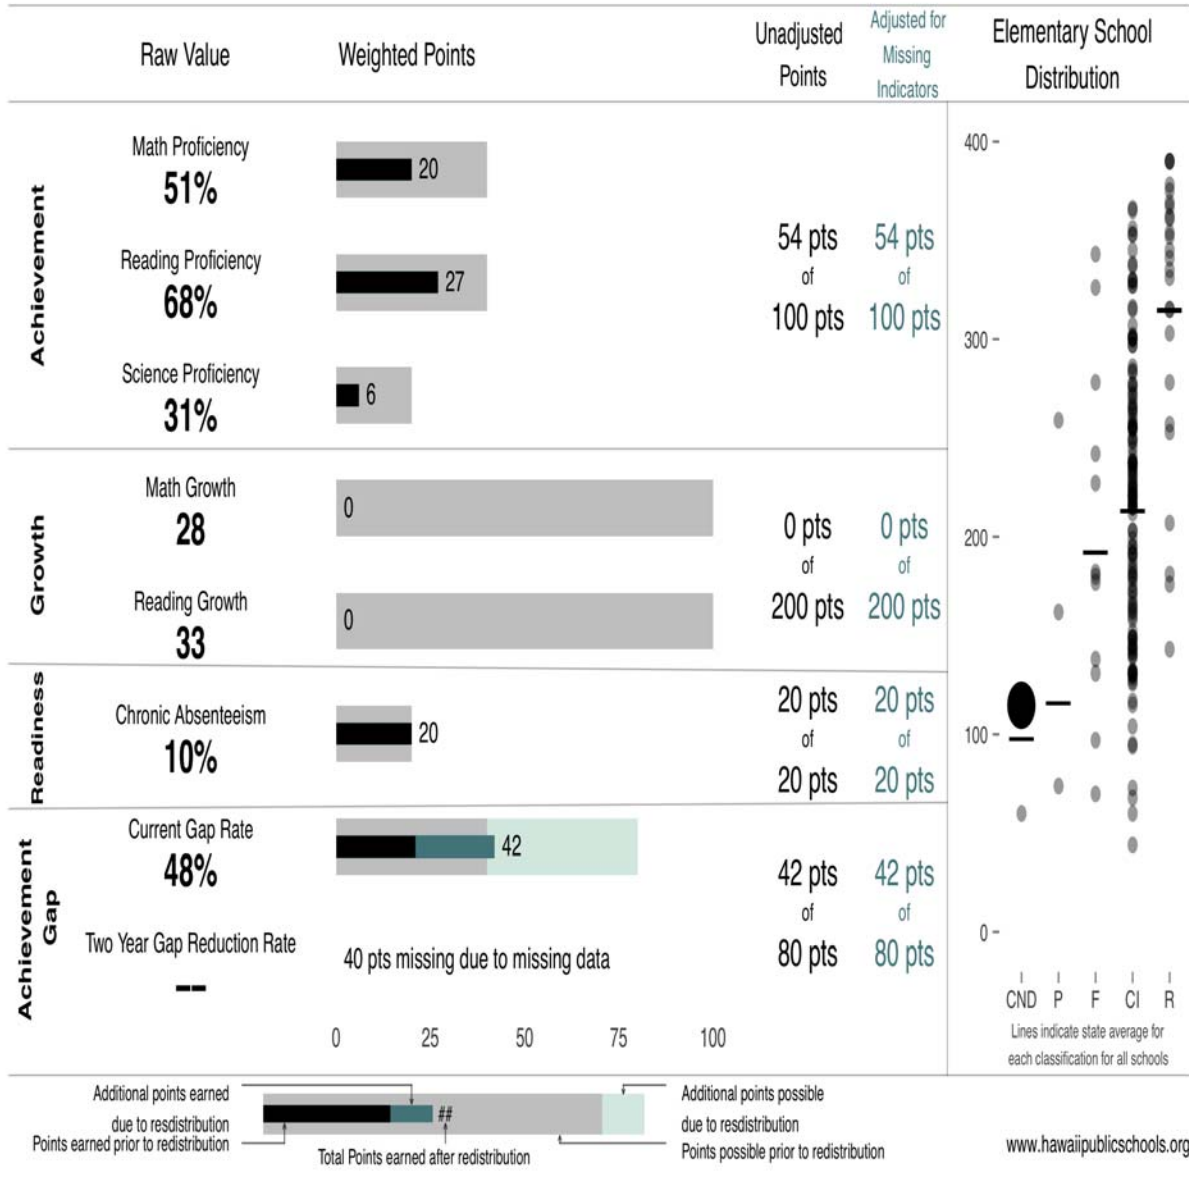 Raw Value
Weighted Points
Unadjusted
Points
Adjusted for
Missing
Indicators
Elementary School
Distribution
Achievement
Math Proficiency
51%
20
Reading Proficiency
68%
27
Science Proficiency
31%
6
54 pts
of
100 pts
54 pts
of
100 pts
Growth
Math Growth
28
0
Reading Growth
33
0
0 pts
of
200 pts
0 pts
of
200 pts
Readiness
Chronic Absenteeism
10%
20
20 pts
of
20 pts
20 pts
of
20 pts
Achievement
Gap
Current Gap Rate
48%
42
Two Year Gap Reduction Rate
--
40 pts missing due to missing data
42 pts
of
80 pts
42 pts
of
80 pts
0 25 50 75 100
400
300
200
100
0
CND P F CI R
Lines indicate state average for
each classification for all schools
Additional points earned
due to resdistribution
Points earned prior to redistribution
##
Total Points earned after redistribution
Additional points possible
due to resdistribution
Points possible prior to redistribution
www.hawaiipublicschools.org